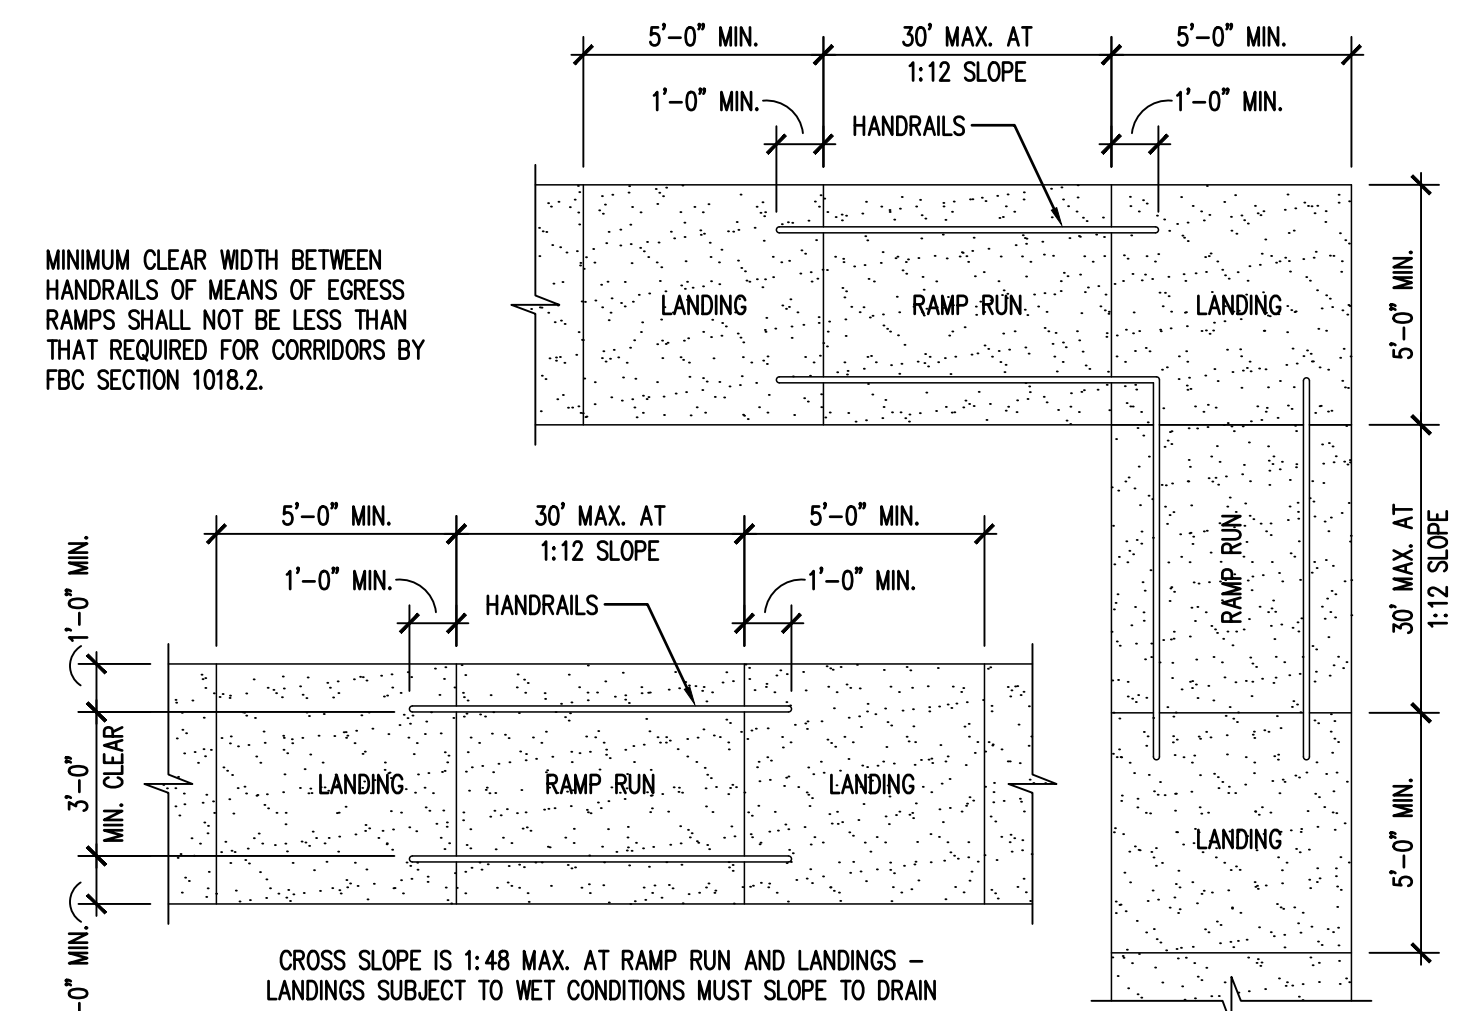 5'-0" MIN.
30' MAX. AT
1:12 SLOPE
5'-0" MIN.
1'-0" MIN.
HANDRAILS
1'-0" MIN.
MINIMUM CLEAR WIDTH BETWEEN
HANDRAILS OF MEANS OF EGRESS
RAMPS SHALL NOT BE LESS THAN
THAT REQUIRED FOR CORRIDORS BY
FBC SECTION 1018.2.
LANDING
RAMP RUN
LANDING
5'-0" MIN.
RAMP RUN
30' MAX. AT
1:12 SLOPE
LANDING
5'-0" MIN.
5'-0" MIN.
30' MAX. AT
1:12 SLOPE
5'-0" MIN.
1'-0" MIN.
HANDRAILS
1'-0" MIN.
1'-0" MIN.
3'-0"
MIN. CLEAR
-0" MIN.
LANDING
RAMP RUN
LANDING
CROSS SLOPE IS 1:48 MAX. AT RAMP RUN AND LANDINGS –
LANDINGS SUBJECT TO WET CONDITIONS MUST SLOPE TO DRAIN